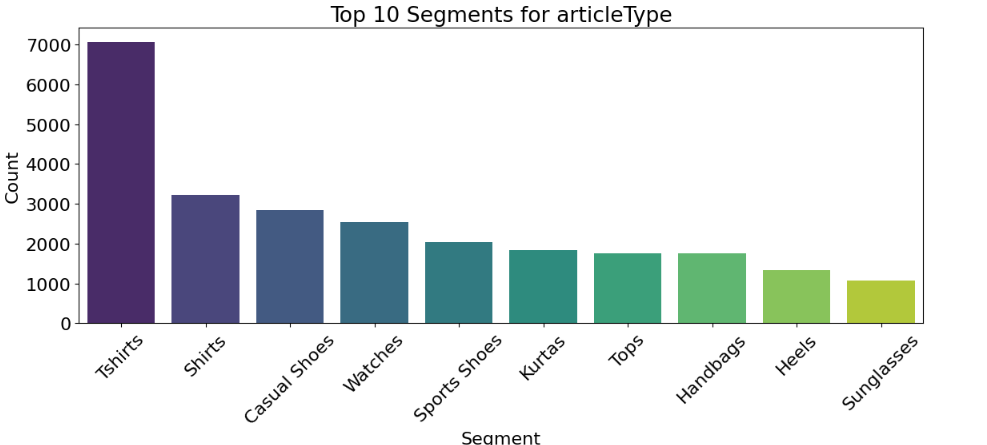 Top 10 Segments for articleType
Count
7000
6000
5000
4000
3000
2000
1000
0
Tshirts
Shirts
Casual Shoes
Watches
Sports Shoes
Kurtas
Tops
Handbags
Heels
Sunglasses
Segment